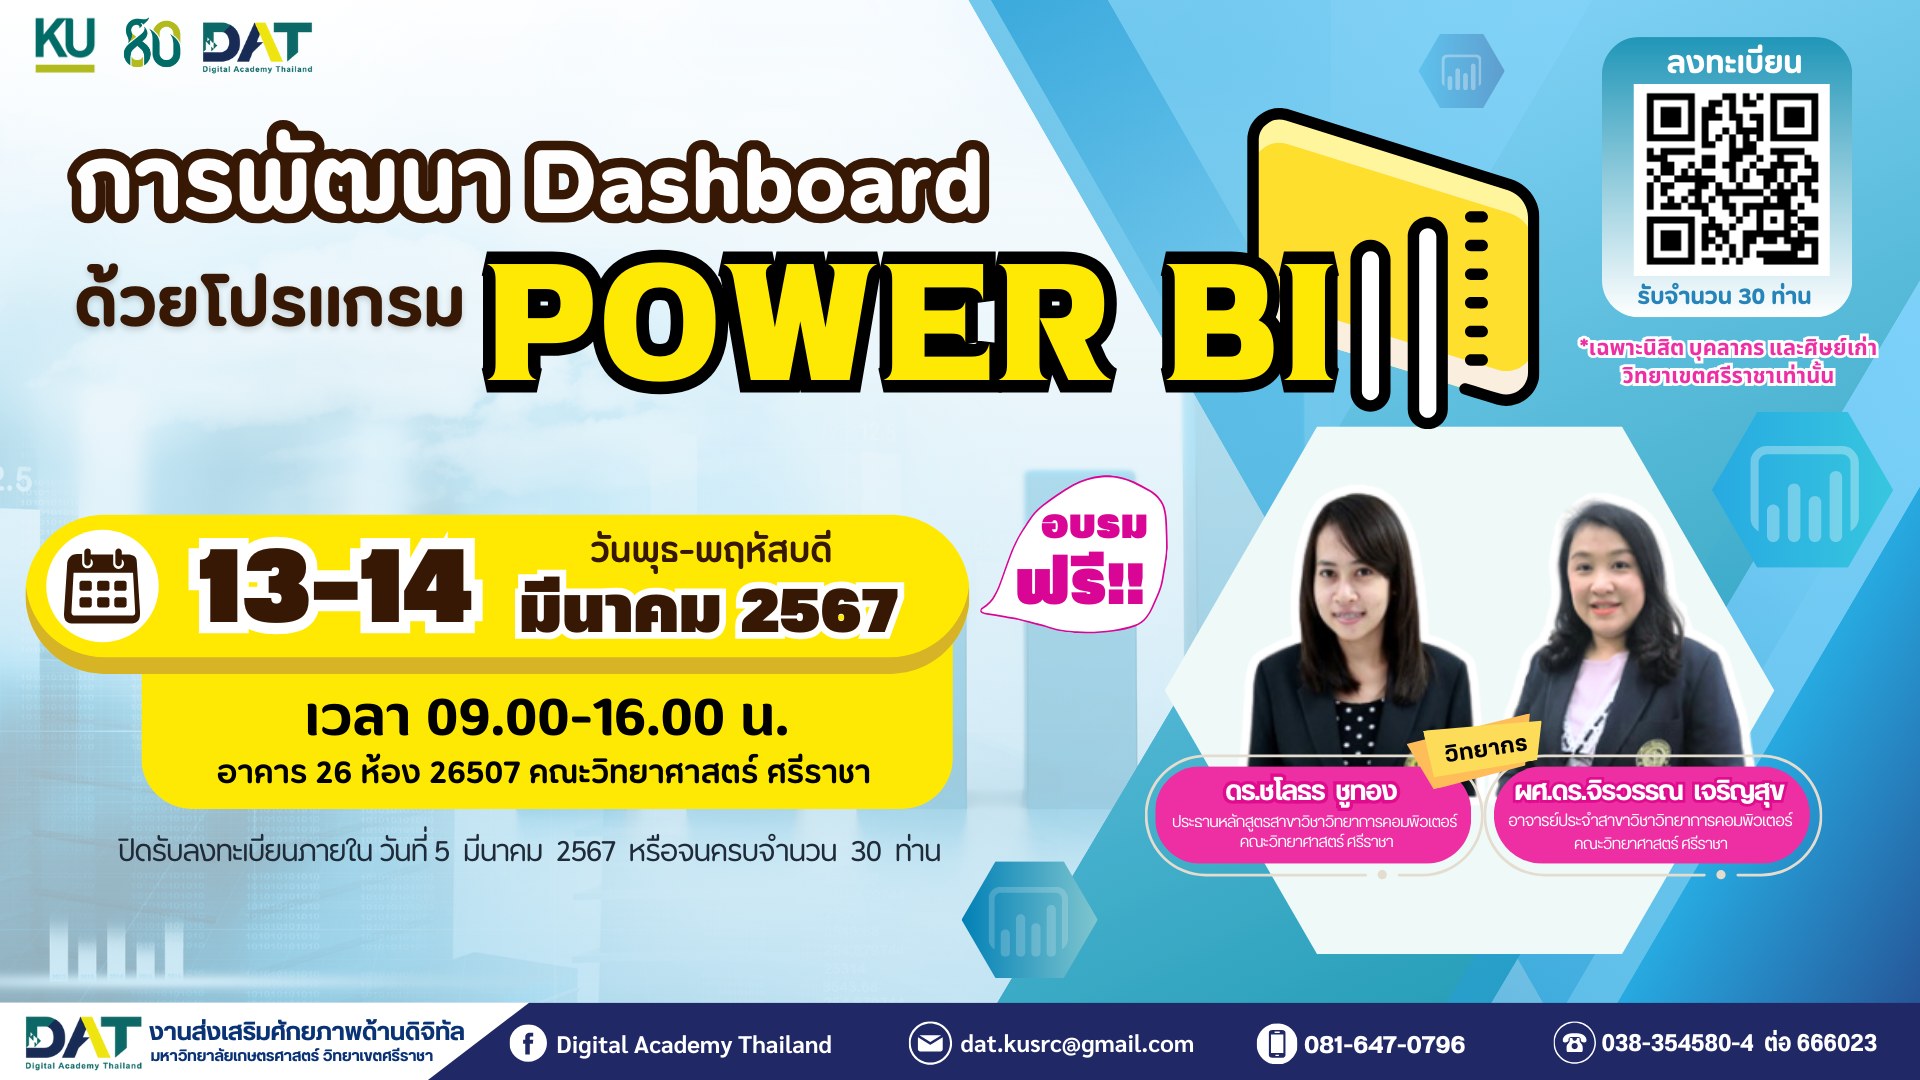 KU 80 DAT
Digital Academy Thailand
การพัฒนา Dashboard
ด้วยโปรแกรม POWER BI
ลงทะเบียน
รับจำนวน 30 ท่าน
*เฉพาะนิสิต บุคลากร และศิษย์เก่า
วิทยาเขตศรีราชาเท่านั้น
13-14
วันพุธ-พฤหัสบดี
มีนาคม 2567
อบรม
ฟรี!!
เวลา 09.00-16.00 น.
อาคาร 26 ห้อง 26507 คณะวิทยาศาสตร์ ศรีราชา
ปิดรับลงทะเบียนภายใน วันที่ 5 มีนาคม 2567 หรือจนครบจำนวน 30 ท่าน
วิทยากร
ดร.ชโลธร ชูทอง
ประธานหลักสูตรสาขาวิชาวิทยาการคอมพิวเตอร์
คณะวิทยาศาสตร์ ศรีราชา
ผศ.ดร.จิรวรรณ เจริญสุข
อาจารย์ประจำสาขาวิชาวิทยาการคอมพิวเตอร์
คณะวิทยาศาสตร์ ศรีราชา
DAT
Digital Academy Thailand
งานส่งเสริมศักยภาพด้านดิจิทัล
มหาวิทยาลัยเกษตรศาสตร์ วิทยาเขตศรีราชา
Digital Academy Thailand
dat.kusrc@gmail.com
081-647-0796
038-354580-4 ต่อ 666023